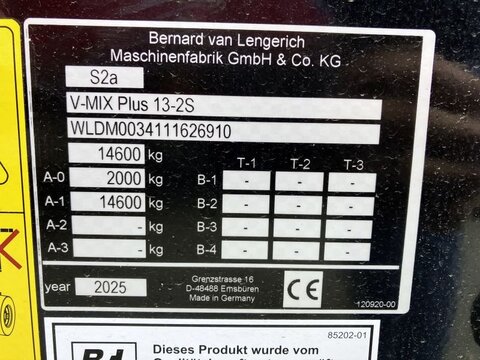 Bernard van Lengerich
Maschinenfabrik GmbH & Co. KG
S2a
V-MIX Plus 13-2S
WLDM0034111626910
14600 kg T-1 T-2 T-3
A-0 2000 kg B-1 - - -
A-1 14600 kg B-2 - - -
A-2 - kg B-3 - - -
A-3 - kg B-4 - - -
year 2025
Grenzstrasse 16
D-48488 Emsbüren
Made in Germany
CE
120920-00
85202-01
Dieses Produkt wurde vom